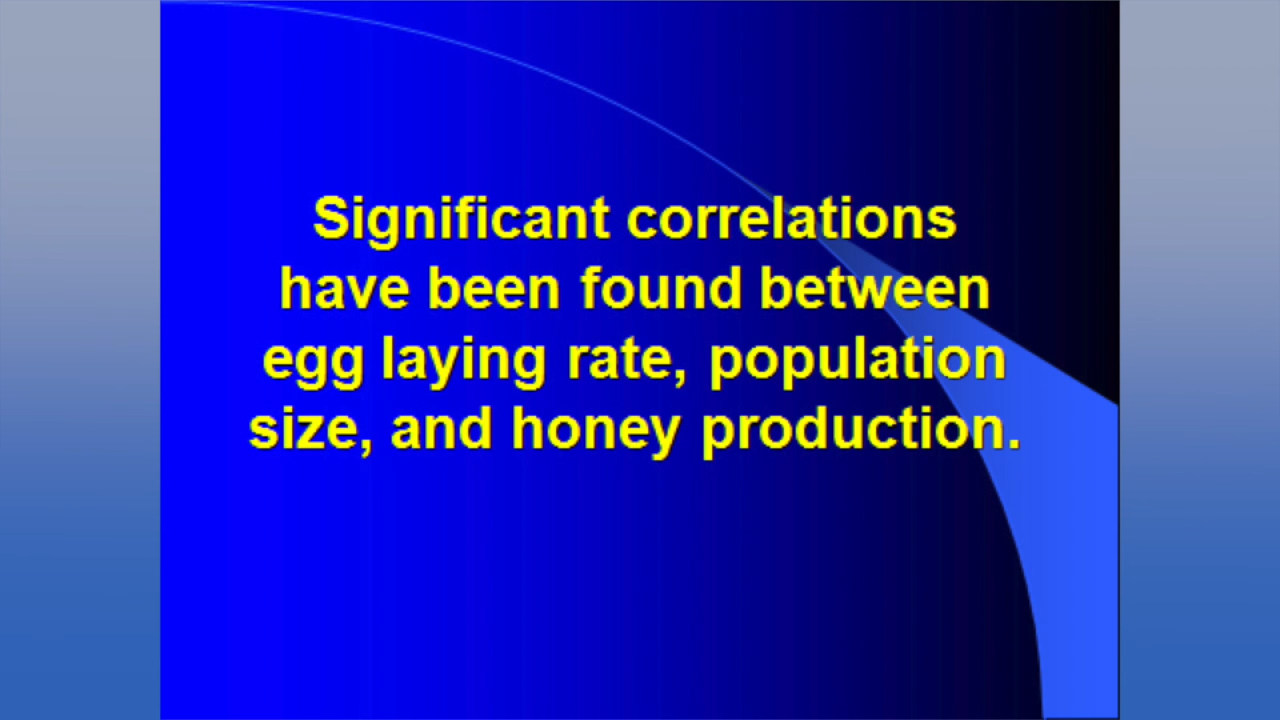 Significant correlations
have been found between
egg laying rate, population
size, and honey production.